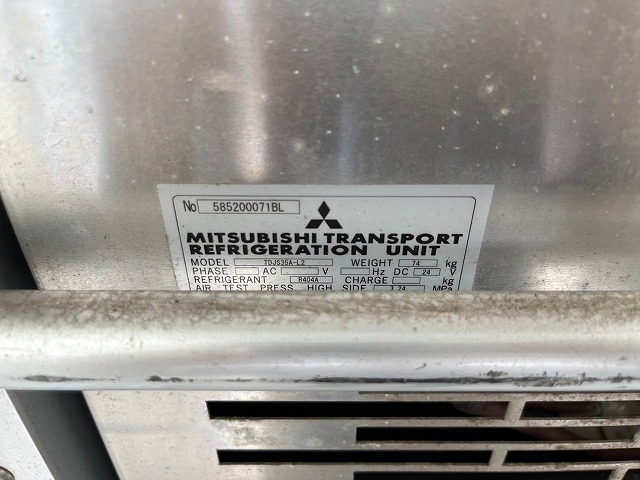 No 585200071BL
MITSUBISHI TRANSPORT
REFRIGERATION UNIT
MODEL TDJS35A-L2 WEIGHT 74 kg
PHASE AC V Hz DC 24 V
REFRIGERANT R404A CHARGE kg
AIR TEST PRESS HIGH SIDE 3.24 MPa